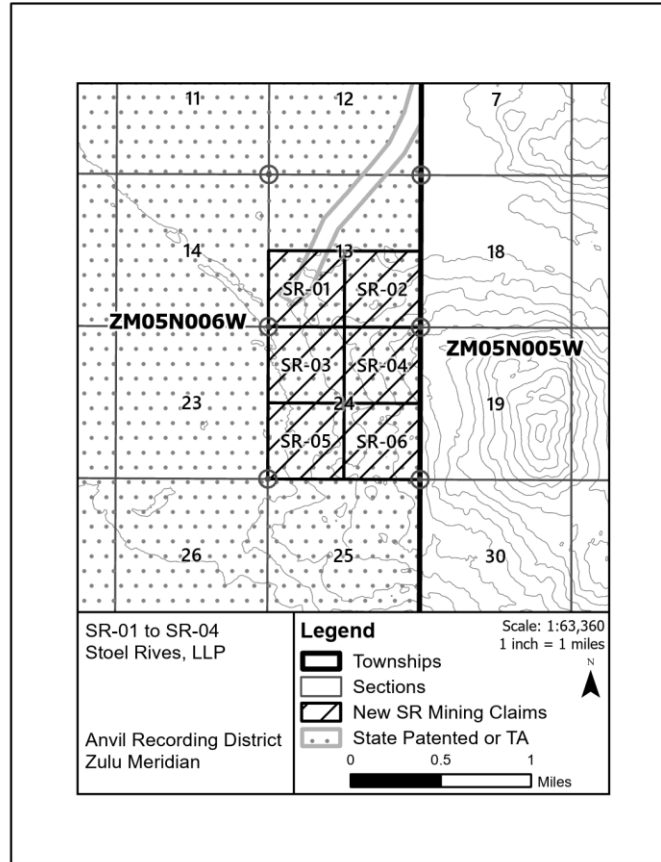 11
12
7
14
13
18
SR-01
SR-02
ZM05N006W
ZM05N005W
SR-03
SR-04
23
24
19
SR-05
SR-06
26
25
30
SR-01 to SR-04
Stoel Rives, LLP
Anvil Recording District
Zulu Meridian
Legend
Townships
Sections
New SR Mining Claims
State Patented or TA
Scale: 1:63,360
1 inch = 1 miles
N
0 0.5 1
Miles